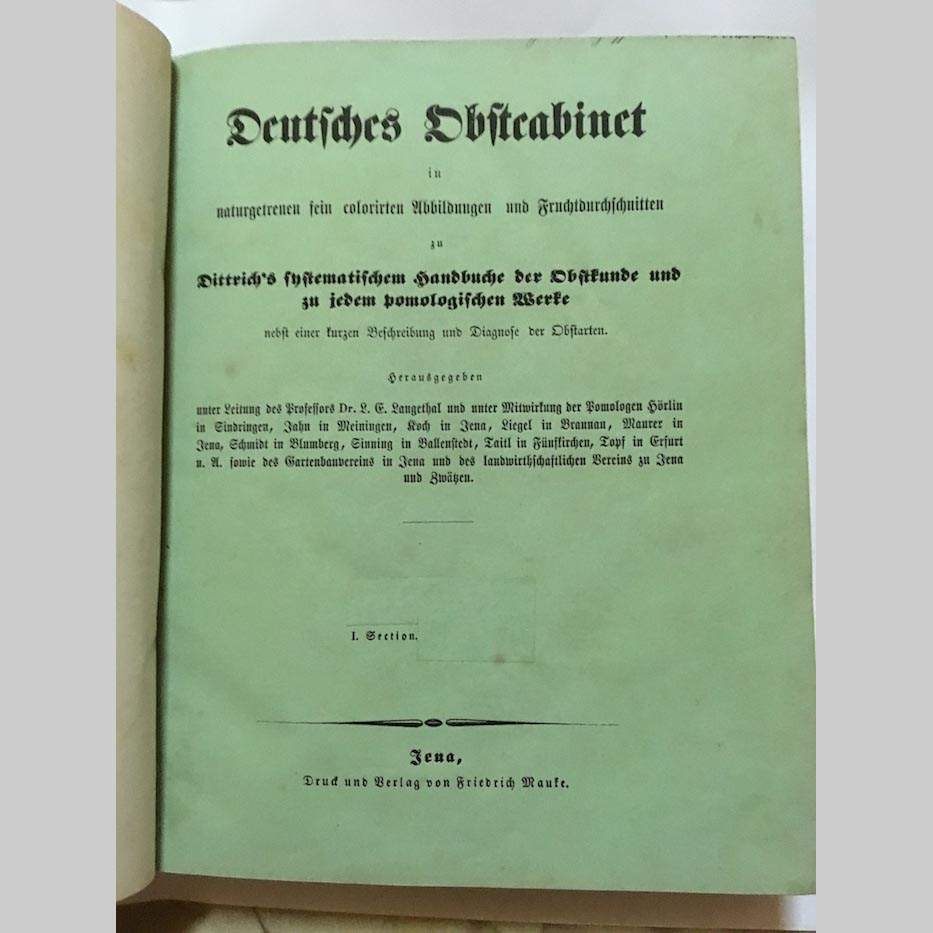 Deutſches Obſtcabinet
in
naturgetreuen fein colorirten Abbildungen und Fruchtdurchſchnitten
zu
Dittrich's ſyſtematiſchem Handbuche der Obſtkunde und
zu jedem pomologiſchen Werke
nebſt einer kurzen Beſchreibung und Diagnoſe der Obſtarten.
Herausgegeben
unter Leitung des Profeſſors Dr. L. E. Langethal und unter Mitwirkung der Pomologen Hörlin
in Sindringen, Jahn in Meiningen, Koch in Jena, Liegel in Braunau, Maurer in
Jena, Schmidt in Blumberg, Sinning in Ballenſtedt, Taitl in Fünfkirchen, Topf in Erfurt
u. A. ſowie des Gartenbauvereins in Jena und des landwirthſchaftlichen Vereins zu Jena
und Zwätzen.
I. Section.
Jena,
Druck und Verlag von Friedrich Mauke.